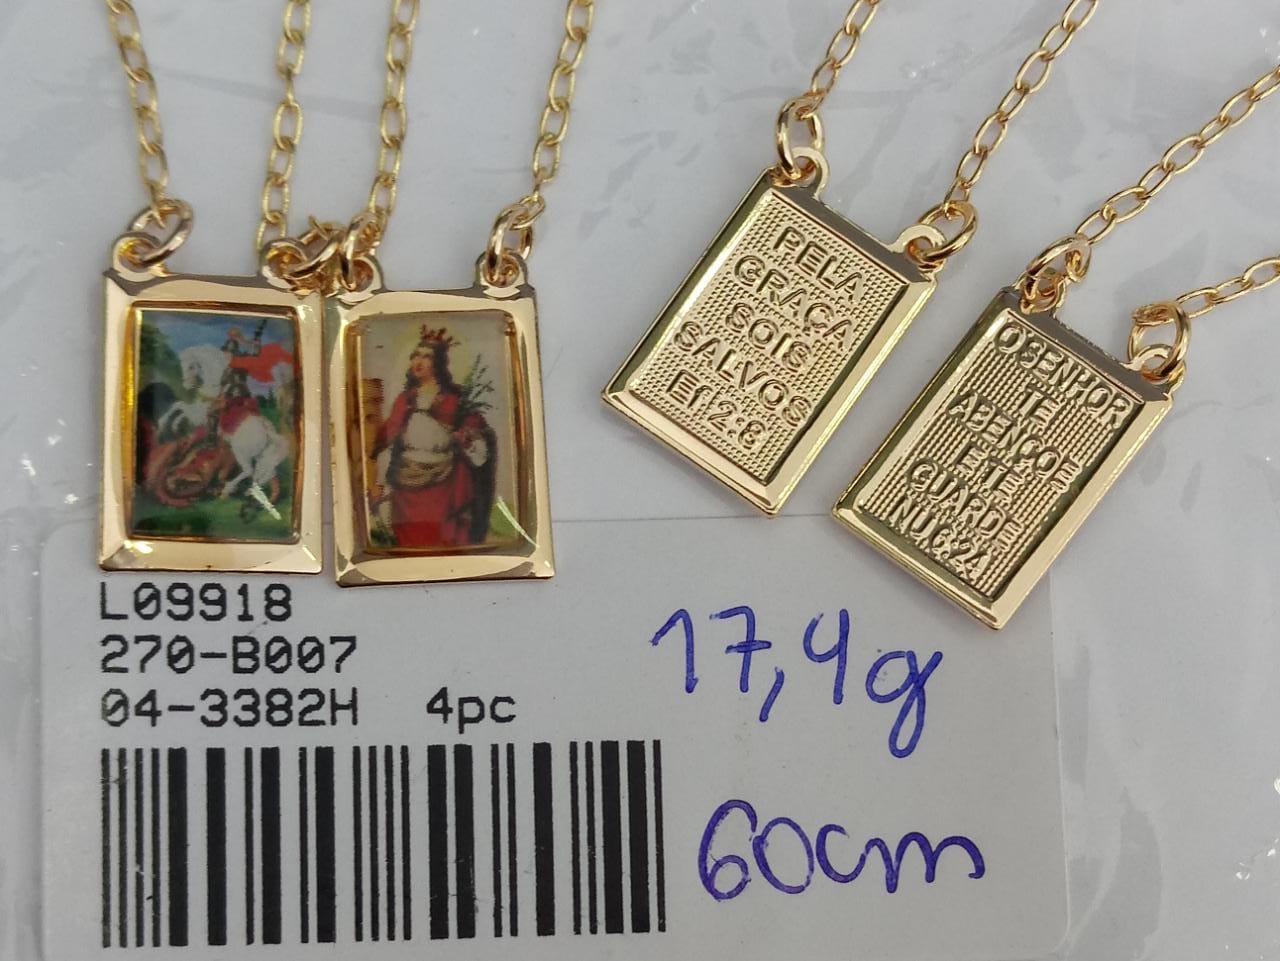 PELA
GRAÇA
SOIS
SALVOS
Ef 2:8
O SENHOR
TE
ABENÇOE
E TE
GUARDE
NU.6:24
L09918
270-B007
04-3382H 4pc
17,4g
60cm